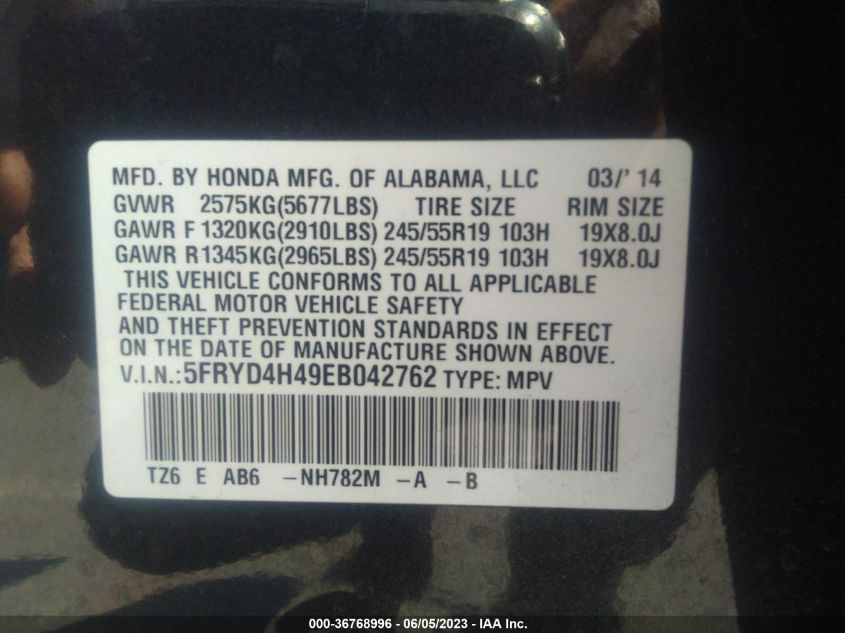 MFD. BY HONDA MFG. OF ALABAMA, LLC 03/' 14
GVWR 2575KG(5677LBS) TIRE SIZE RIM SIZE
GAWR F 1320KG(2910LBS) 245/55R19 103H 19X8.0J
GAWR R1345KG(2965LBS) 245/55R19 103H 19X8.0J
THIS VEHICLE CONFORMS TO ALL APPLICABLE
FEDERAL MOTOR VEHICLE SAFETY
AND THEFT PREVENTION STANDARDS IN EFFECT
ON THE DATE OF MANUFACTURE SHOWN ABOVE.
V.I.N.:5FRYD4H49EB042762 TYPE: MPV
TZ6 E AB6 -NH782M -A -B
000-36768996 - 06/05/2023 - IAA Inc.